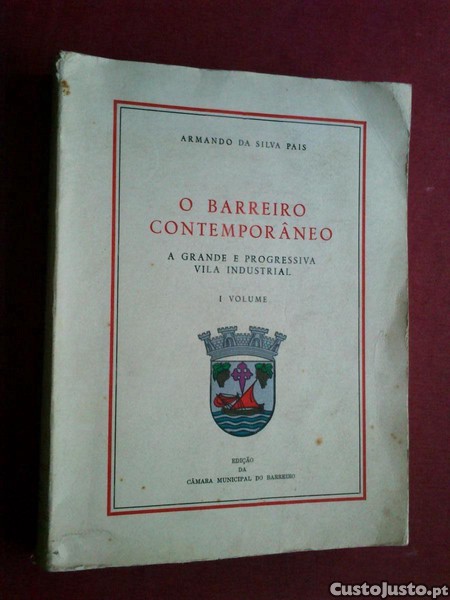 ARMANDO DA SILVA PAIS
O BARREIRO
CONTEMPORÂNEO
A GRANDE E PROGRESSIVA
VILA INDUSTRIAL
I VOLUME
EDIÇÃO
DA
CÂMARA MUNICIPAL DO BARREIRO
CustoJusto.pt